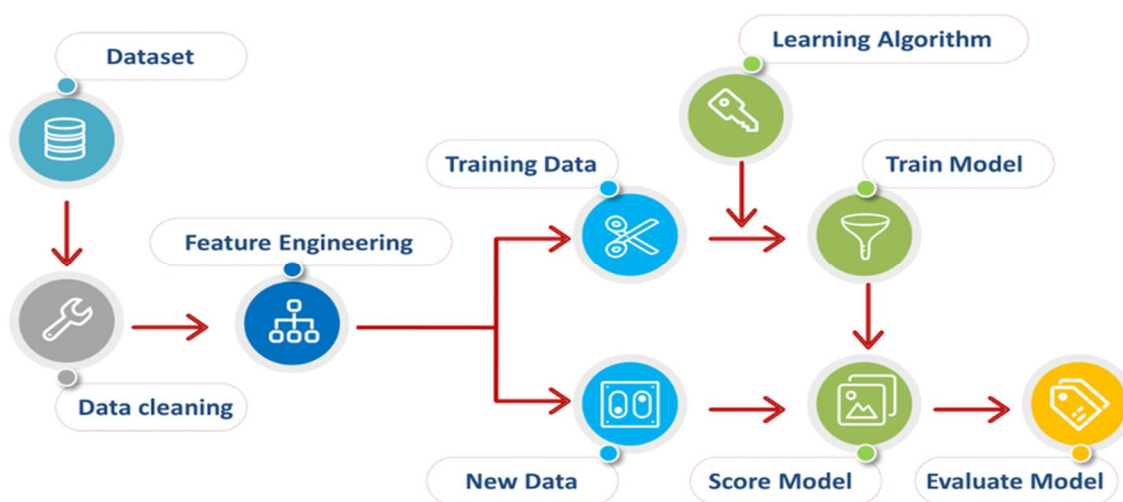 Dataset
Learning Algorithm
Training Data
Train Model
Feature Engineering
Data cleaning
New Data
Score Model
Evaluate Model